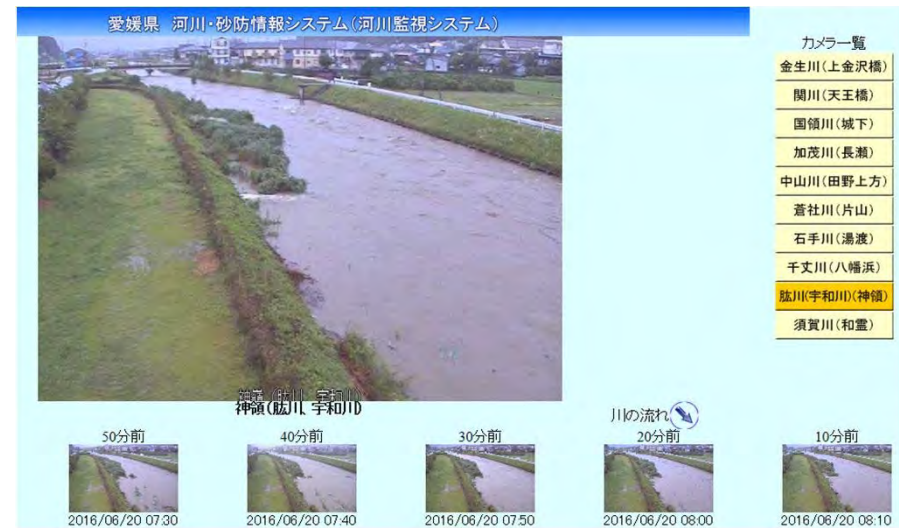 愛媛県 河川・砂防情報システム(河川監視システム)
カメラ一覧
金生川(上金沢橋)
関川(天王橋)
国領川(城下)
加茂川(長瀬)
中山川(田野上方)
蒼社川(片山)
石手川(湯渡)
千丈川(八幡浜)
肱川(宇和川)(神領)
須賀川(和霊)
神領(肱川、宇和川)
神領(肱川、宇和川)
川の流れ
50分前
40分前
30分前
20分前
10分前
2016/06/20 07:30
2016/06/20 07:40
2016/06/20 07:50
2016/06/20 08:00
2016/06/20 08:10